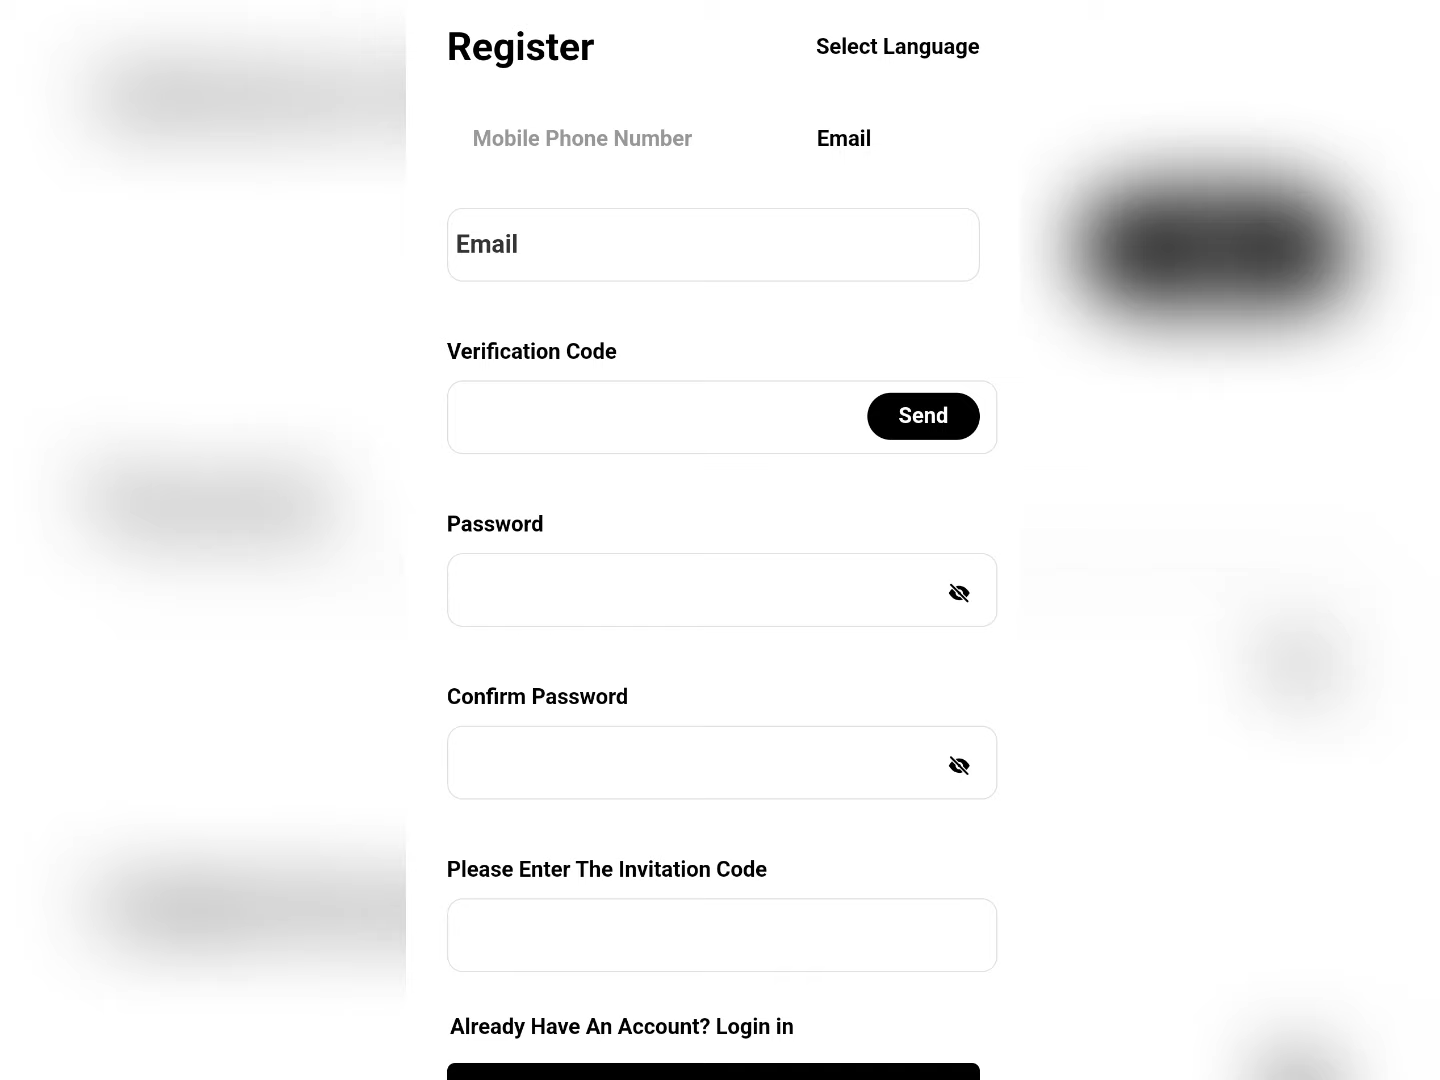 Register
Select Language
Mobile Phone Number
Email
Email
Verification Code
Send
Password
Confirm Password
Please Enter The Invitation Code
Already Have An Account? Login in